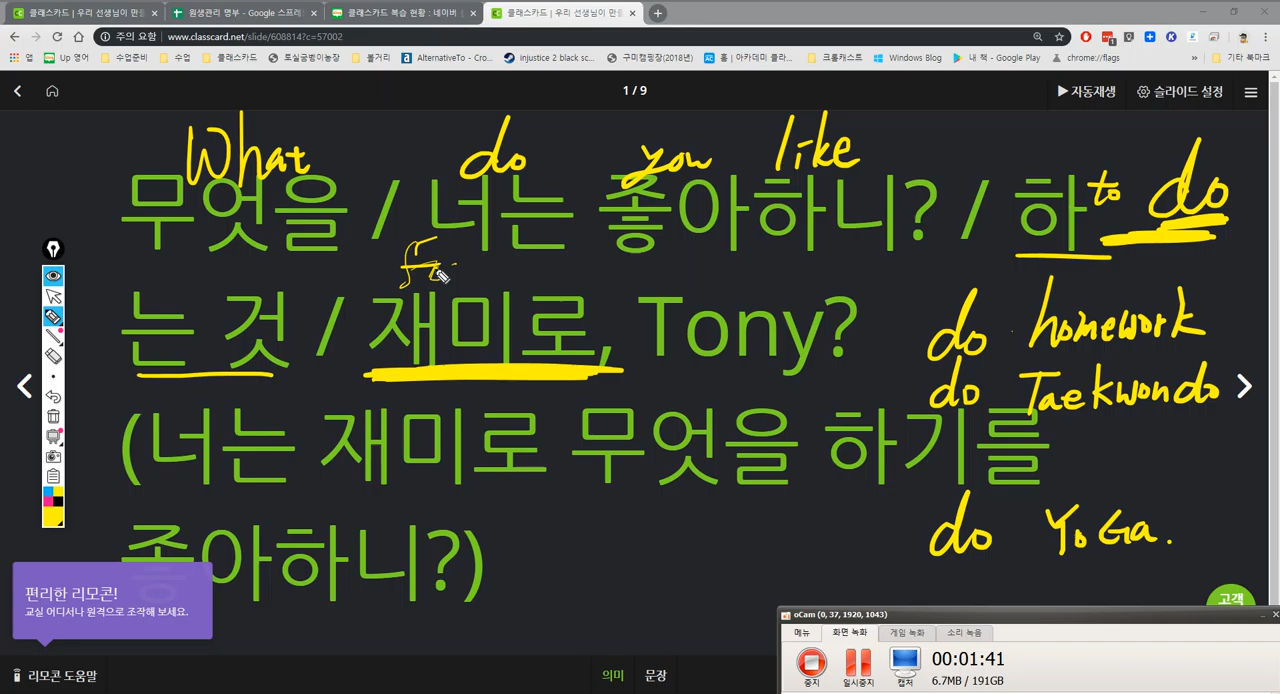 클래스카드 | 우리 선생님이 만들
원생관리 명부 - Google 스프레
클래스카드 복습 현황 : 네이버
클래스카드 | 우리 선생님이 만들
주의 요함 | www.classcard.net/slide/608814?c=57002
앱 Up 영어 수업준비 수업 클래스카드 토실공룡이농장 볼거리 AlternativeTo - Cro... injustice 2 black sc... 구미캠핑장(2018년) 홈 | 아카데미 클라... 크롬캐스트 Windows Blog 내 책 - Google Play chrome://flags » 기타 북마크
1 / 9
자동재생 슬라이드 설정
What do you like
to do
무엇을 / 너는 좋아하니? / 하
는 것 / 재미로, Tony?
do homework
do Taekwondo
(너는 재미로 무엇을 하기를
do YoGa.
좋아하니?)
편리한 리모콘!
교실 어디서나 원격으로 조작해 보세요.
고객
oCam (0, 37, 1920, 1043)
메뉴 화면 녹화 게임 녹화 소리 녹음
중지 일시중지 캡처
00:01:41
6.7MB / 191GB
리모콘 도움말
의미 문장